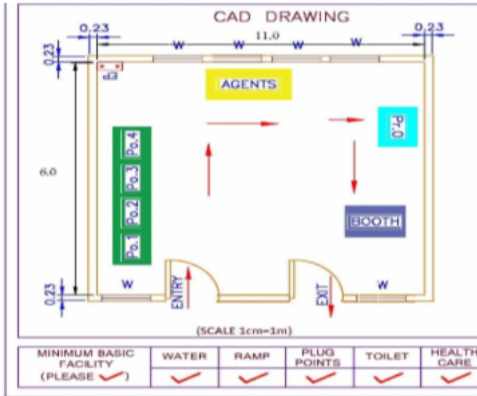 CAD DRAWING
0.23
11.0
0.23
W
W
W
W
0.23
AGENTS
Pr.O
Po.4
Po.3
Po.2
Po.1
6.0
BOOTH
W
W
0.23
ENTRY
EXIT
(SCALE 1cm=1m)
MINIMUM BASIC
FACILITY
(PLEASE ✓)
WATER
RAMP
PLUG
POINTS
TOILET
HEALTH
CARE
✓
✓
✓
✓
✓